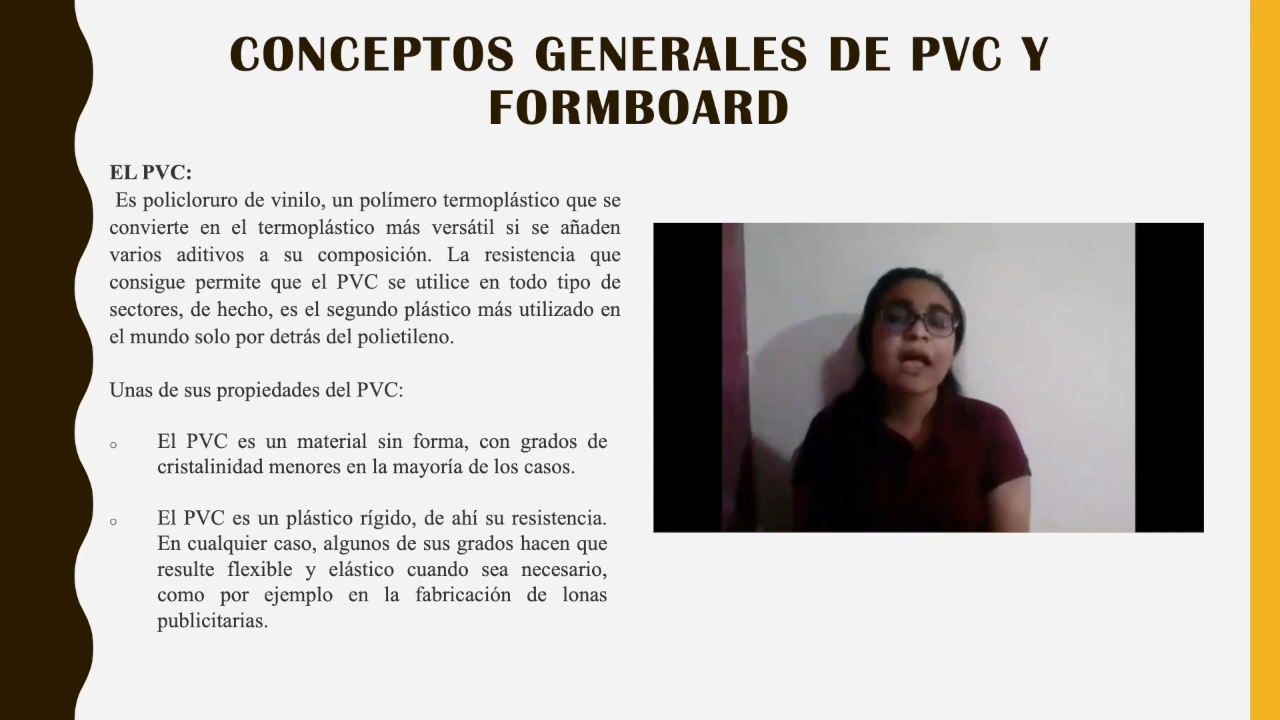 CONCEPTOS GENERALES DE PVC Y
FORMBOARD
EL PVC:
Es policloruro de vinilo, un polímero termoplástico que se
convierte en el termoplástico más versátil si se añaden
varios aditivos a su composición. La resistencia que
consigue permite que el PVC se utilice en todo tipo de
sectores, de hecho, es el segundo plástico más utilizado en
el mundo solo por detrás del polietileno.
Unas de sus propiedades del PVC:
o El PVC es un material sin forma, con grados de
cristalinidad menores en la mayoría de los casos.
o El PVC es un plástico rígido, de ahí su resistencia.
En cualquier caso, algunos de sus grados hacen que
resulte flexible y elástico cuando sea necesario,
como por ejemplo en la fabricación de lonas
publicitarias.